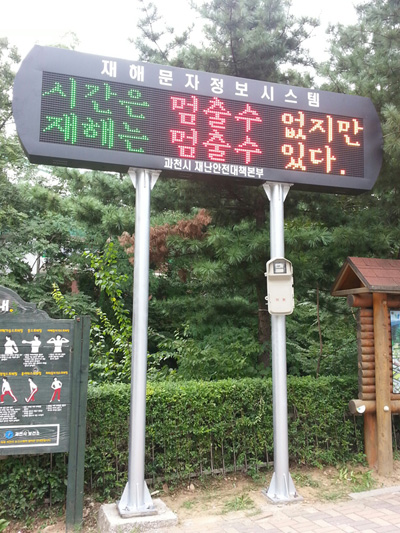 재해문자정보시스템
시간은 멈출수 없지만
재해는 멈출수 있다.
과천시 재난안전대책본부